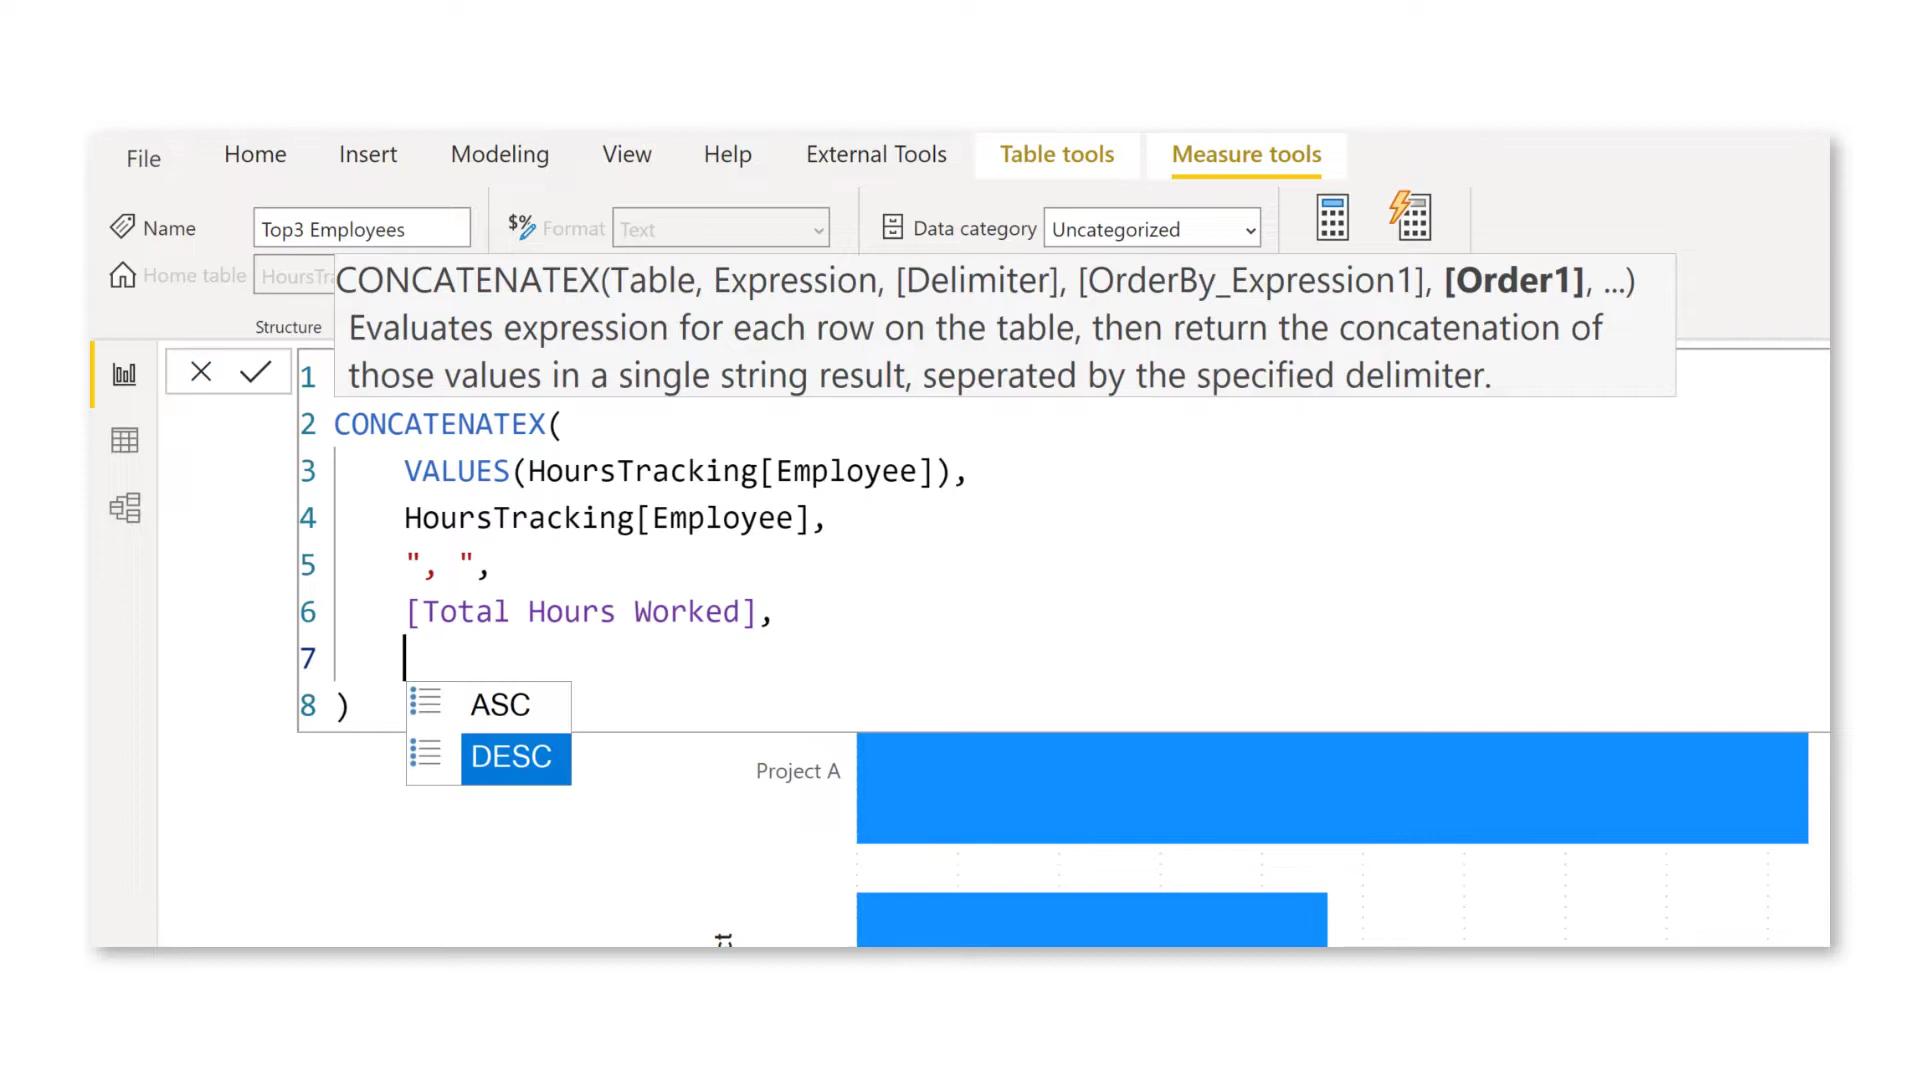 File Home Insert Modeling View Help External Tools Table tools Measure tools
Name Top3 Employees $% Format Text Data category Uncategorized
Home table HoursTra
Structure
CONCATENATEX(Table, Expression, [Delimiter], [OrderBy_Expression1], [Order1], ...)
Evaluates expression for each row on the table, then return the concatenation of
those values in a single string result, seperated by the specified delimiter.
1
2 CONCATENATEX(
3 VALUES(HoursTracking[Employee]),
4 HoursTracking[Employee],
5 ", ",
6 [Total Hours Worked],
7
8 )
ASC
DESC
Project A
ct